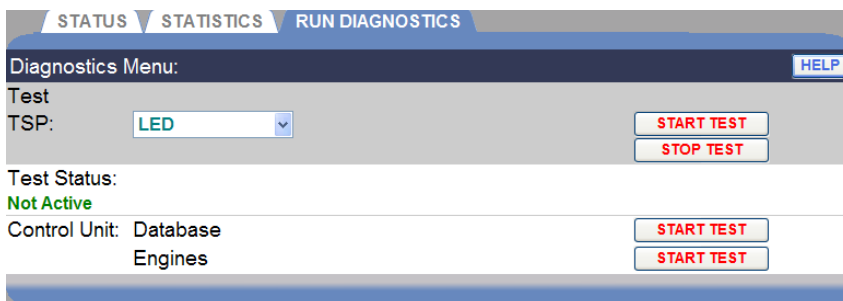 STATUS STATISTICS RUN DIAGNOSTICS
Diagnostics Menu: HELP
Test
TSP: LED START TEST
STOP TEST
Test Status:
Not Active
Control Unit: Database START TEST
Engines START TEST